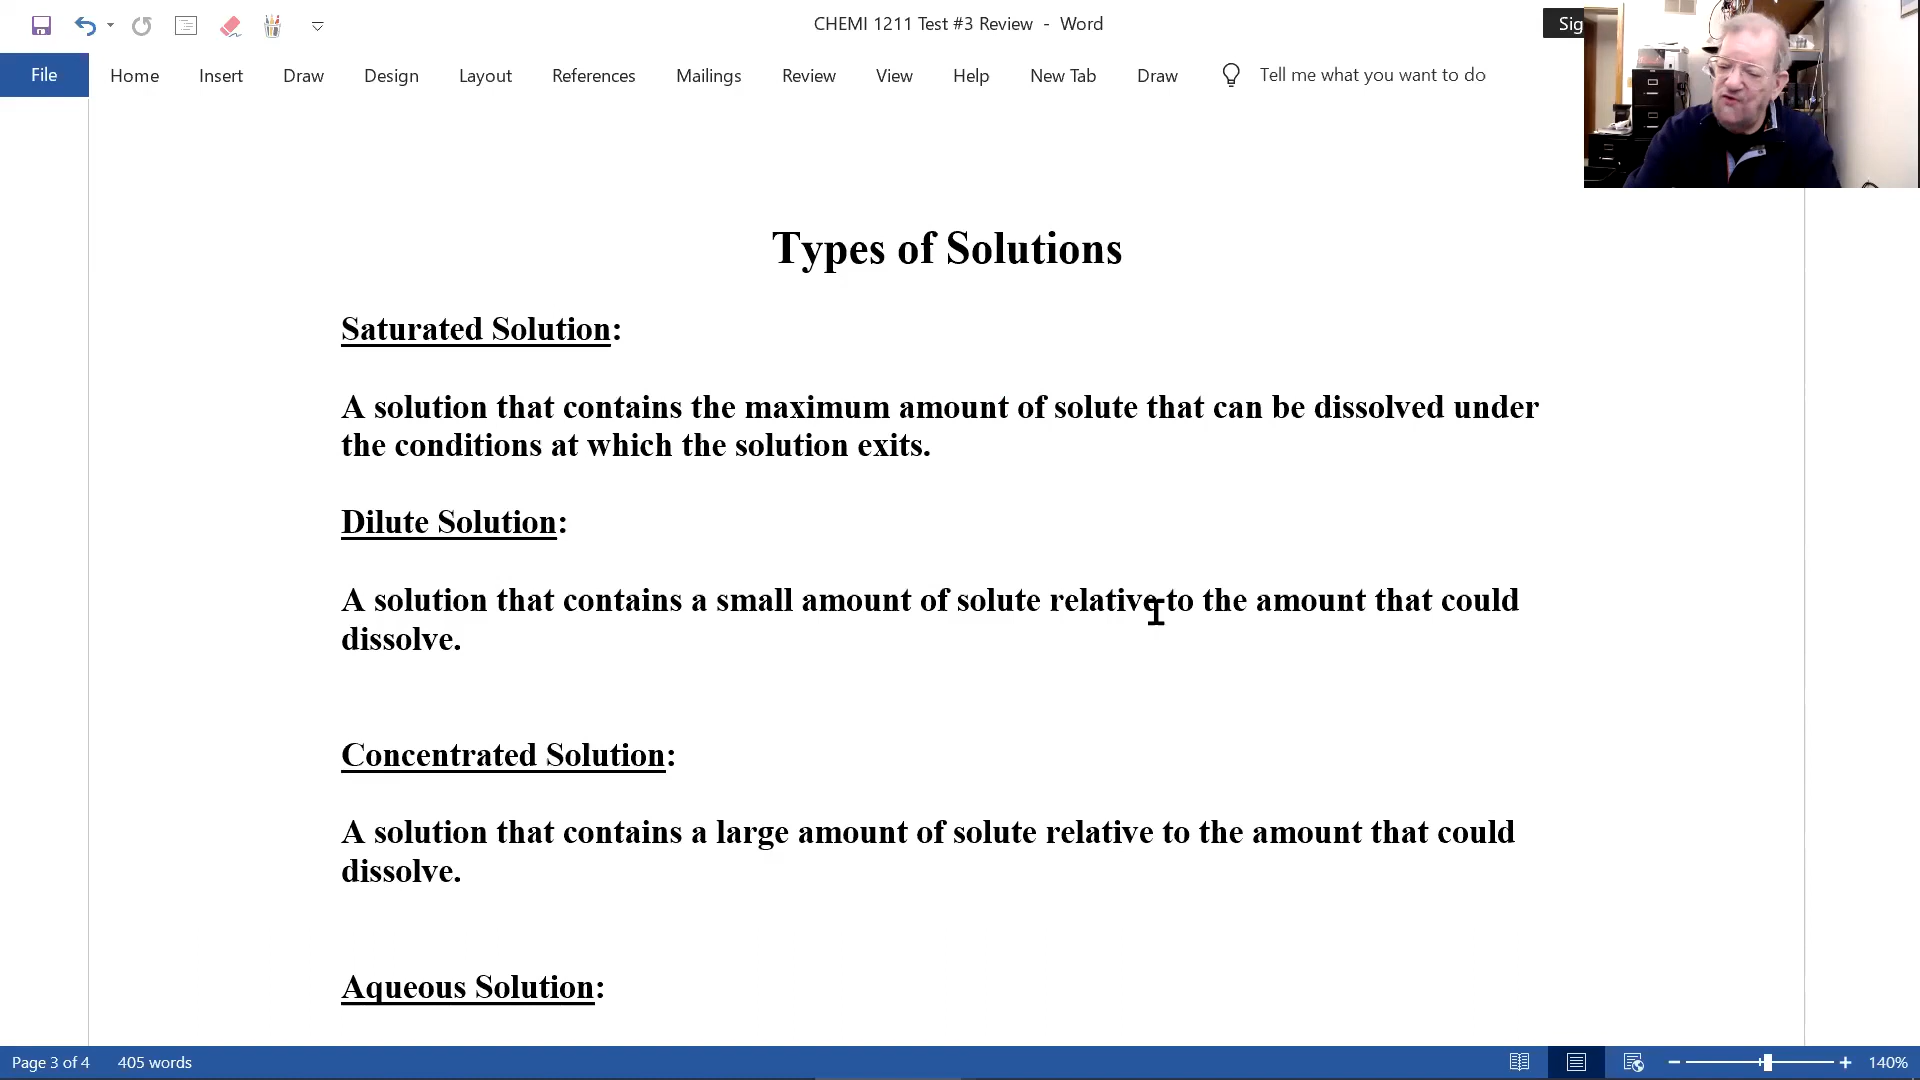 CHEMI 1211 Test #3 Review - Word
Sig
File Home Insert Draw Design Layout References Mailings Review View Help New Tab Draw Tell me what you want to do
Types of Solutions
Saturated Solution:
A solution that contains the maximum amount of solute that can be dissolved under
the conditions at which the solution exits.
Dilute Solution:
A solution that contains a small amount of solute relative to the amount that could
dissolve.
Concentrated Solution:
A solution that contains a large amount of solute relative to the amount that could
dissolve.
Aqueous Solution:
Page 3 of 4 405 words 140%